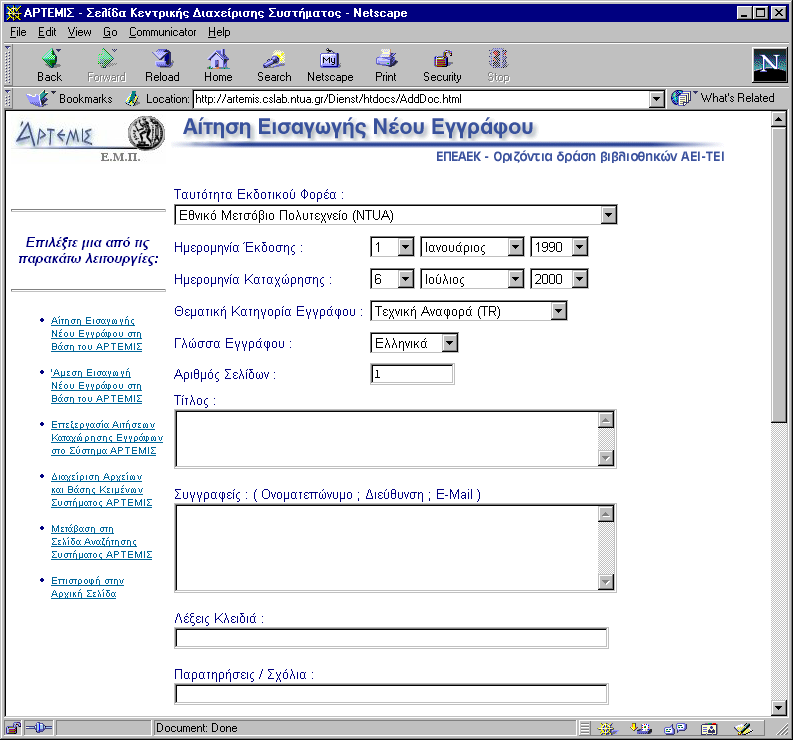 ΑΡΤΕΜΙΣ - Σελίδα Κεντρικής Διαχείρισης Συστήματος - Netscape
File Edit View Go Communicator Help
Back Forward Reload Home Search Netscape Print Security Stop
My
N
Bookmarks Location: http://artemis.cslab.ntua.gr/Dienst/htdocs/AddDoc.html What's Related
ΆΡΤΕΜΙΣ
Ε.Μ.Π.
Αίτηση Εισαγωγής Νέου Εγγράφου
ΕΠΕΑΕΚ - Οριζόντια δράση βιβλιοθηκών ΑΕΙ-ΤΕΙ
Επιλέξτε μια από τις
παρακάτω λειτουργίες:
Αίτηση Εισαγωγής
Νέου Εγγράφου στη
Βάση του ΑΡΤΕΜΙΣ
'Αμεση Εισαγωγή
Νέου Εγγράφου στη
Βάση του ΑΡΤΕΜΙΣ
Επεξεργασία Αιτήσεων
Καταχώρησης Εγγράφων
στο Σύστημα ΑΡΤΕΜΙΣ
Διαχείριση Αρχείων
και Βάσης Κειμένων
Συστήματος ΑΡΤΕΜΙΣ
Μετάβαση στη
Σελίδα Αναζήτησης
Συστήματος ΑΡΤΕΜΙΣ
Επιστροφή στην
Αρχική Σελίδα
Ταυτότητα Εκδοτικού Φορέα :
Εθνικό Μετσόβιο Πολυτεχνείο (NTUA)
Ημερομηνία Έκδοσης : 1 Ιανουάριος 1990
Ημερομηνία Καταχώρησης : 6 Ιούλιος 2000
Θεματική Κατηγορία Εγγράφου : Τεχνική Αναφορά (TR)
Γλώσσα Εγγράφου : Ελληνικά
Αριθμός Σελίδων : 1
Τίτλος :
Συγγραφείς : ( Ονοματεπώνυμο ; Διεύθυνση ; E-Mail )
Λέξεις Κλειδιά :
Παρατηρήσεις / Σχόλια :
Document: Done